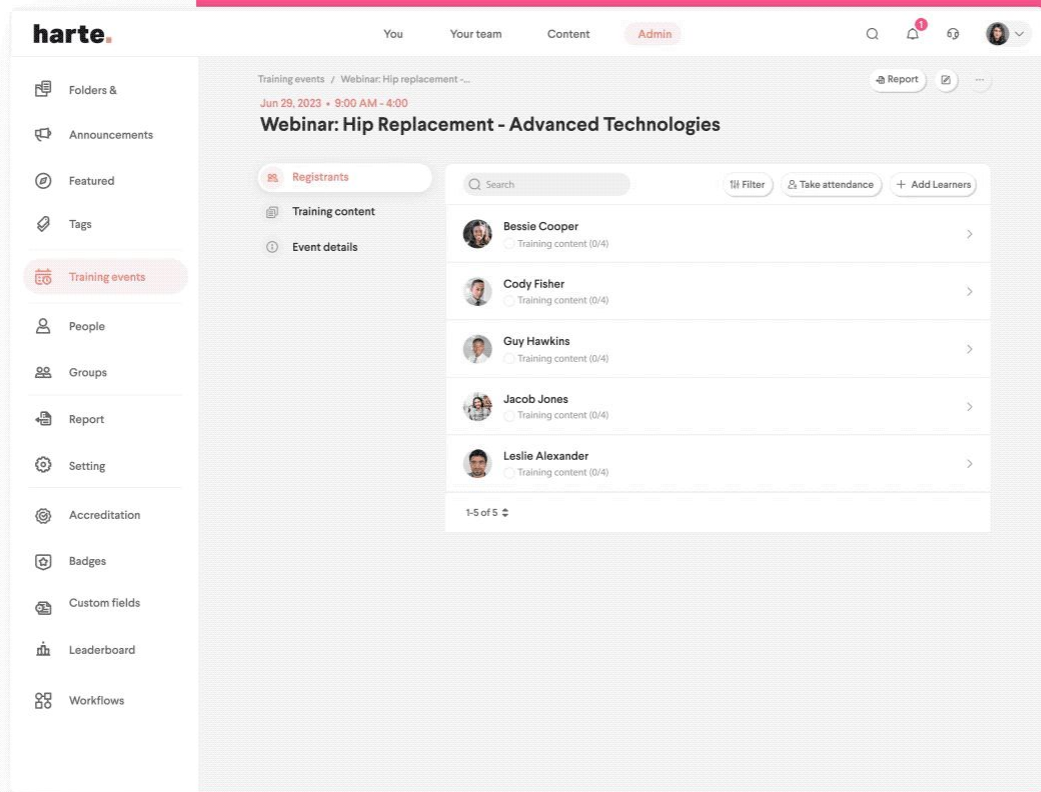 harte.
You
Your team
Content
Admin
1
Folders &
Announcements
Featured
Tags
Training events
People
Groups
Report
Setting
Accreditation
Badges
Custom fields
Leaderboard
Workflows
Training events / Webinar: Hip replacement -...
Report
Jun 29, 2023 • 9:00 AM - 4:00
Webinar: Hip Replacement - Advanced Technologies
Registrants
Training content
Event details
Search
Filter
Take attendance
+ Add Learners
Bessie Cooper
Training content (0/4)
Cody Fisher
Training content (0/4)
Guy Hawkins
Training content (0/4)
Jacob Jones
Training content (0/4)
Leslie Alexander
Training content (0/4)
1-5 of 5